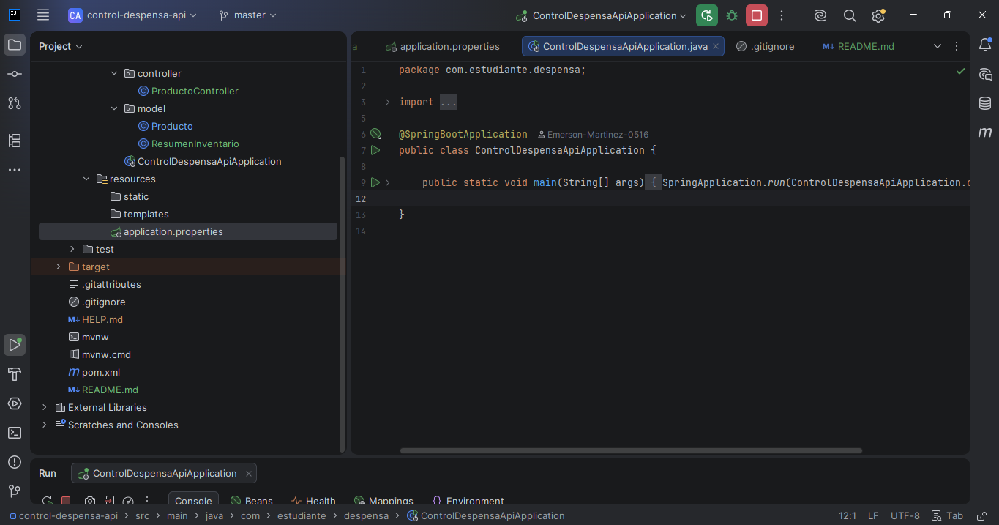 CA control-despensa-api master ControlDespensaApiApplication
Project
controller
ProductoController
model
Producto
ResumenInventario
ControlDespensaApiApplication
resources
static
templates
application.properties
test
target
.gitattributes
.gitignore
HELP.md
mvnw
mvnw.cmd
pom.xml
README.md
External Libraries
Scratches and Consoles
a application.properties ControlDespensaApiApplication.java .gitignore README.md
1 package com.estudiante.despensa;
2
3 import ...
5
6 @SpringBootApplication Emerson-Martinez-0516
7 public class ControlDespensaApiApplication {
8
9 public static void main(String[] args) { SpringApplication.run(ControlDespensaApiApplication.c
12
13 }
14
Run ControlDespensaApiApplication
Console Beans Health Mappings Environment
control-despensa-api > src > main > java > com > estudiante > despensa > ControlDespensaApiApplication 12:1 LF UTF-8 Tab